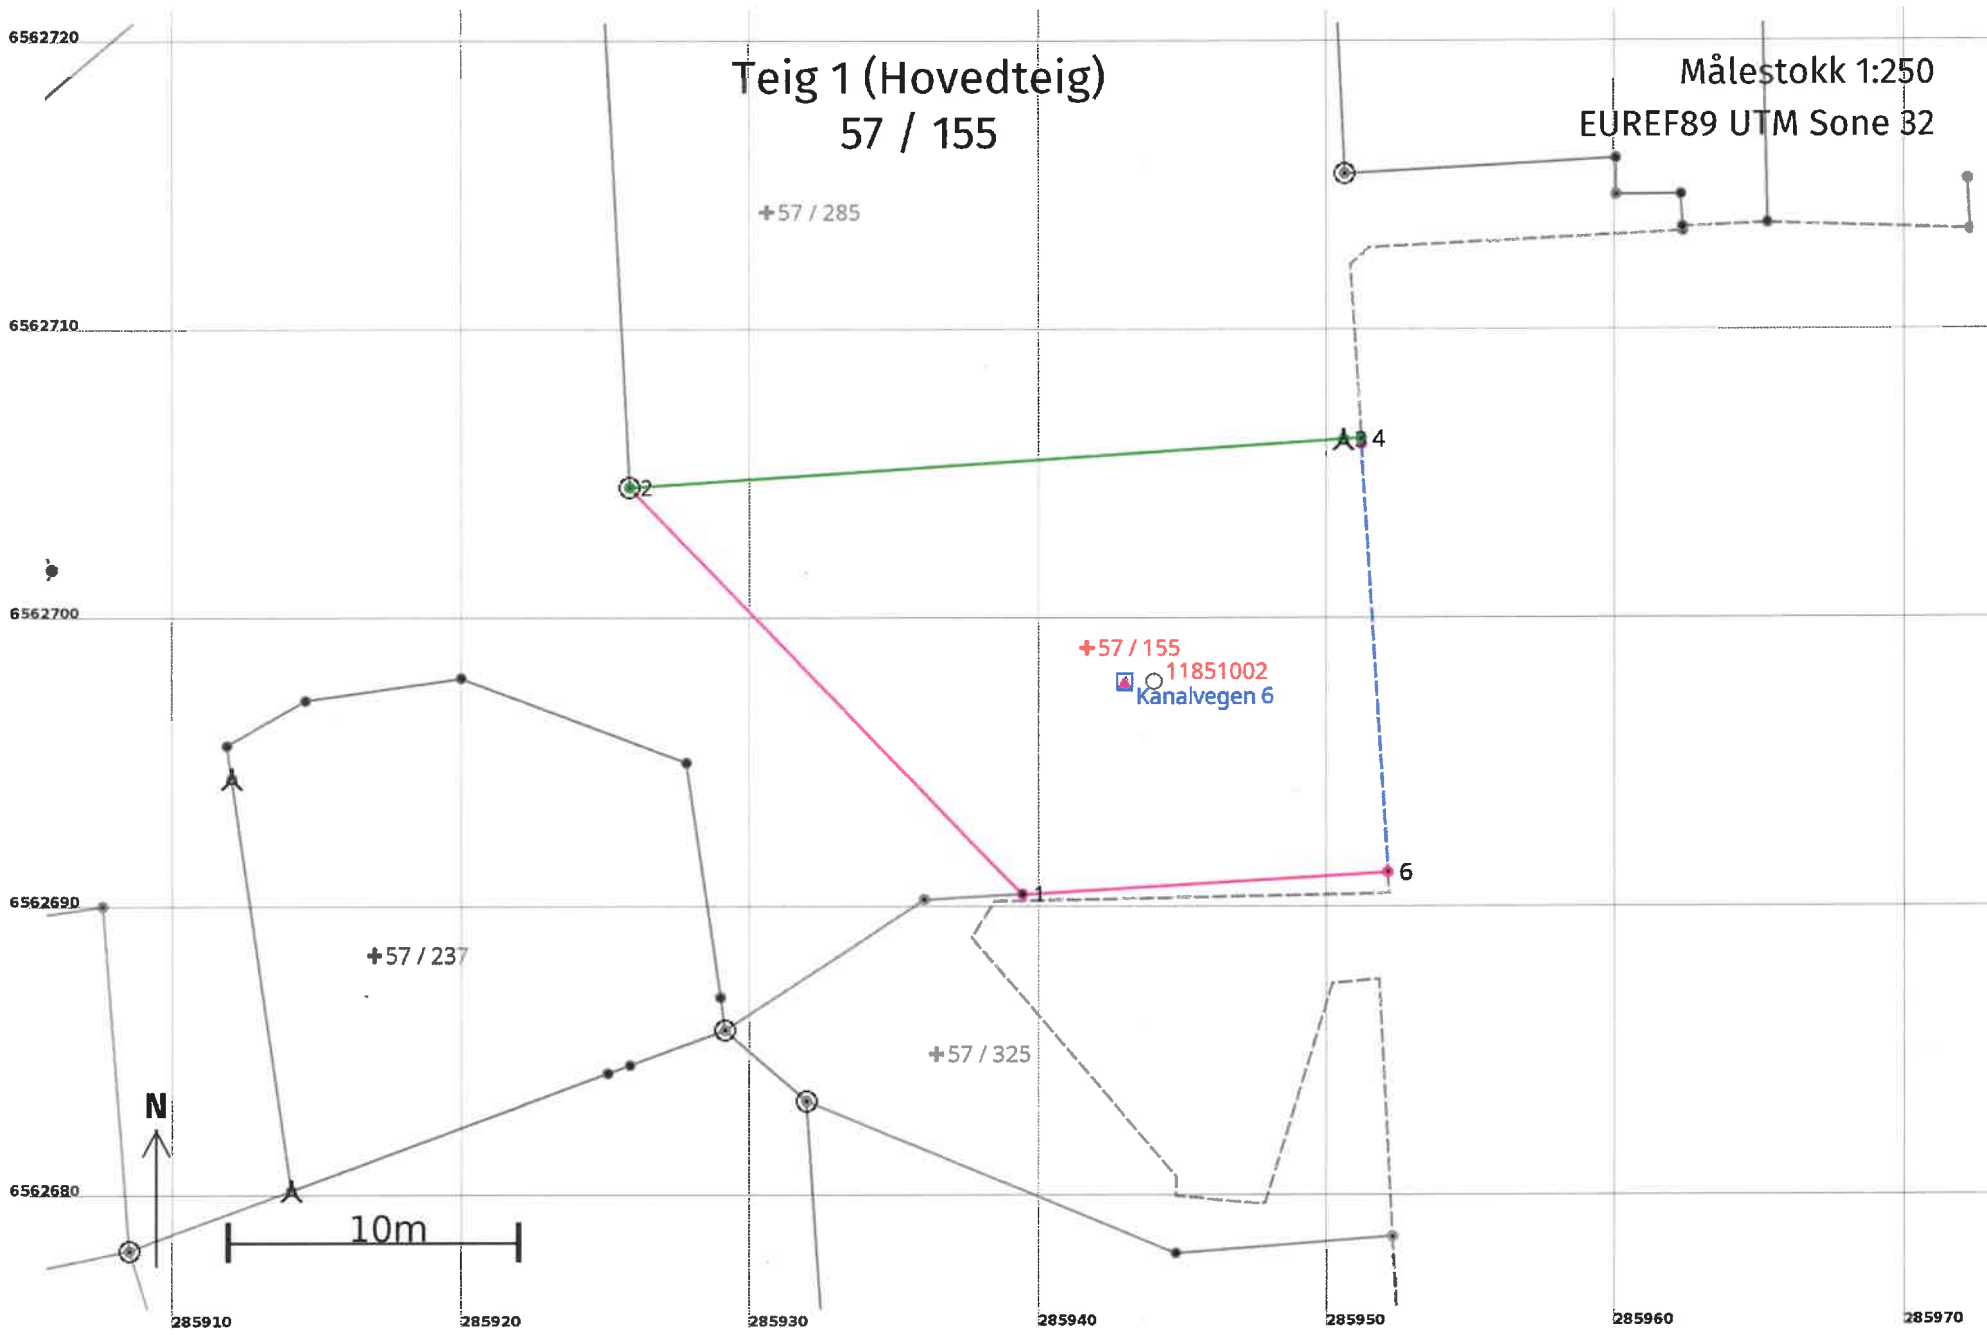 6562720
Teig 1 (Hovedteig)
57 / 155
Målestokk 1:250
EUREF89 UTM Sone 32
+57 / 285
6562710
3 4
2
6562700
+57 / 155
11851002
Kanalvegen 6
6
1
6562690
+57 / 237
+57 / 325
N
6562680
10m
285910
285920
285930
285940
285950
285960
285970